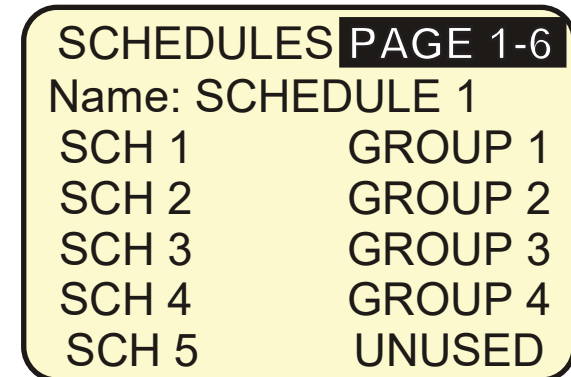 SCHEDULES PAGE 1-6
Name: SCHEDULE 1
SCH 1 GROUP 1
SCH 2 GROUP 2
SCH 3 GROUP 3
SCH 4 GROUP 4
SCH 5 UNUSED